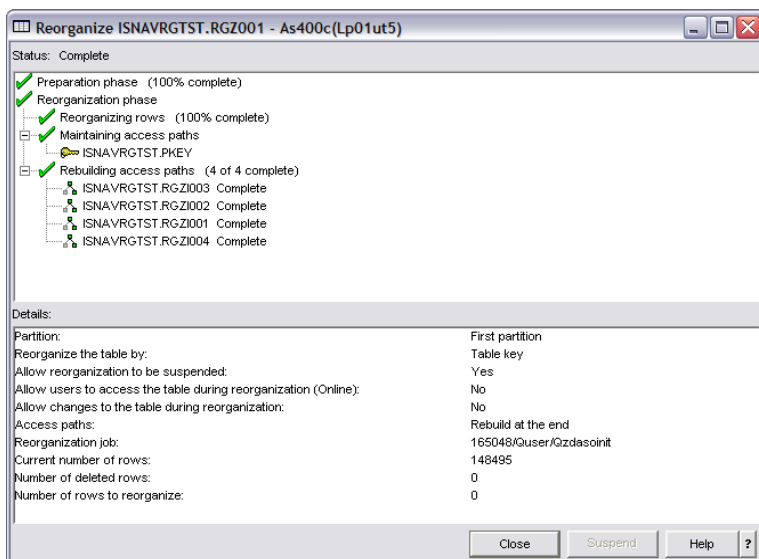 Reorganize ISNAVRGTST.RGZ001 - As400c(Lp01ut5)
Status: Complete
Preparation phase (100% complete)
Reorganization phase
Reorganizing rows (100% complete)
Maintaining access paths
ISNAVRGTST.PKEY
Rebuilding access paths (4 of 4 complete)
ISNAVRGTST.RGZI003 Complete
ISNAVRGTST.RGZI002 Complete
ISNAVRGTST.RGZI001 Complete
ISNAVRGTST.RGZI004 Complete
Details:
Partition: First partition
Reorganize the table by: Table key
Allow reorganization to be suspended: Yes
Allow users to access the table during reorganization (Online): No
Allow changes to the table during reorganization: No
Access paths: Rebuild at the end
Reorganization job: 165048/Quser/Qzdasoinit
Current number of rows: 148495
Number of deleted rows: 0
Number of rows to reorganize: 0
Close Suspend Help ?